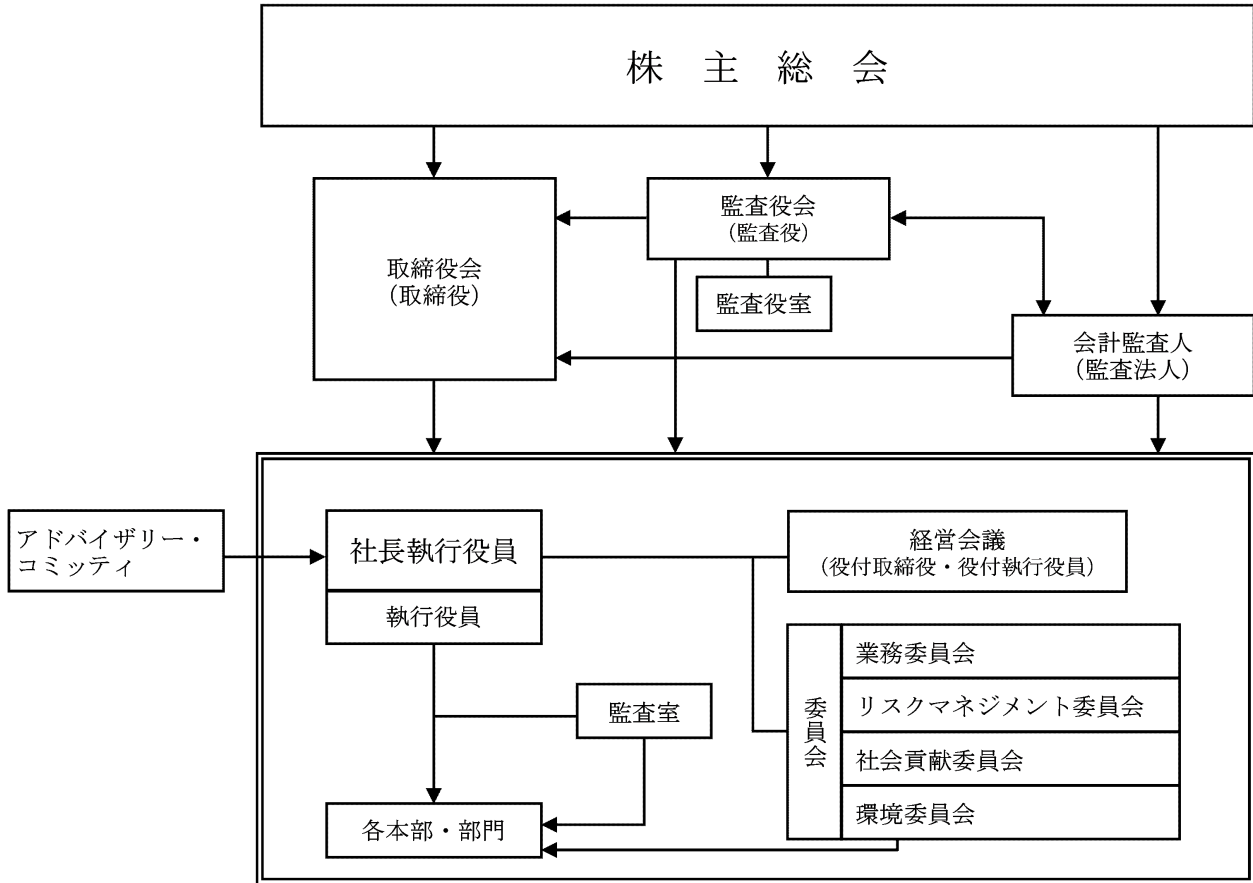 株主総会
監査役会
（監査役）
取締役会
（取締役）
監査役室
会計監査人
（監査法人）
アドバイザリー・
コミッティ
社長執行役員
執行役員
経営会議
（役付取締役・役付執行役員）
委員会
業務委員会
リスクマネジメント委員会
社会貢献委員会
環境委員会
監査室
各本部・部門